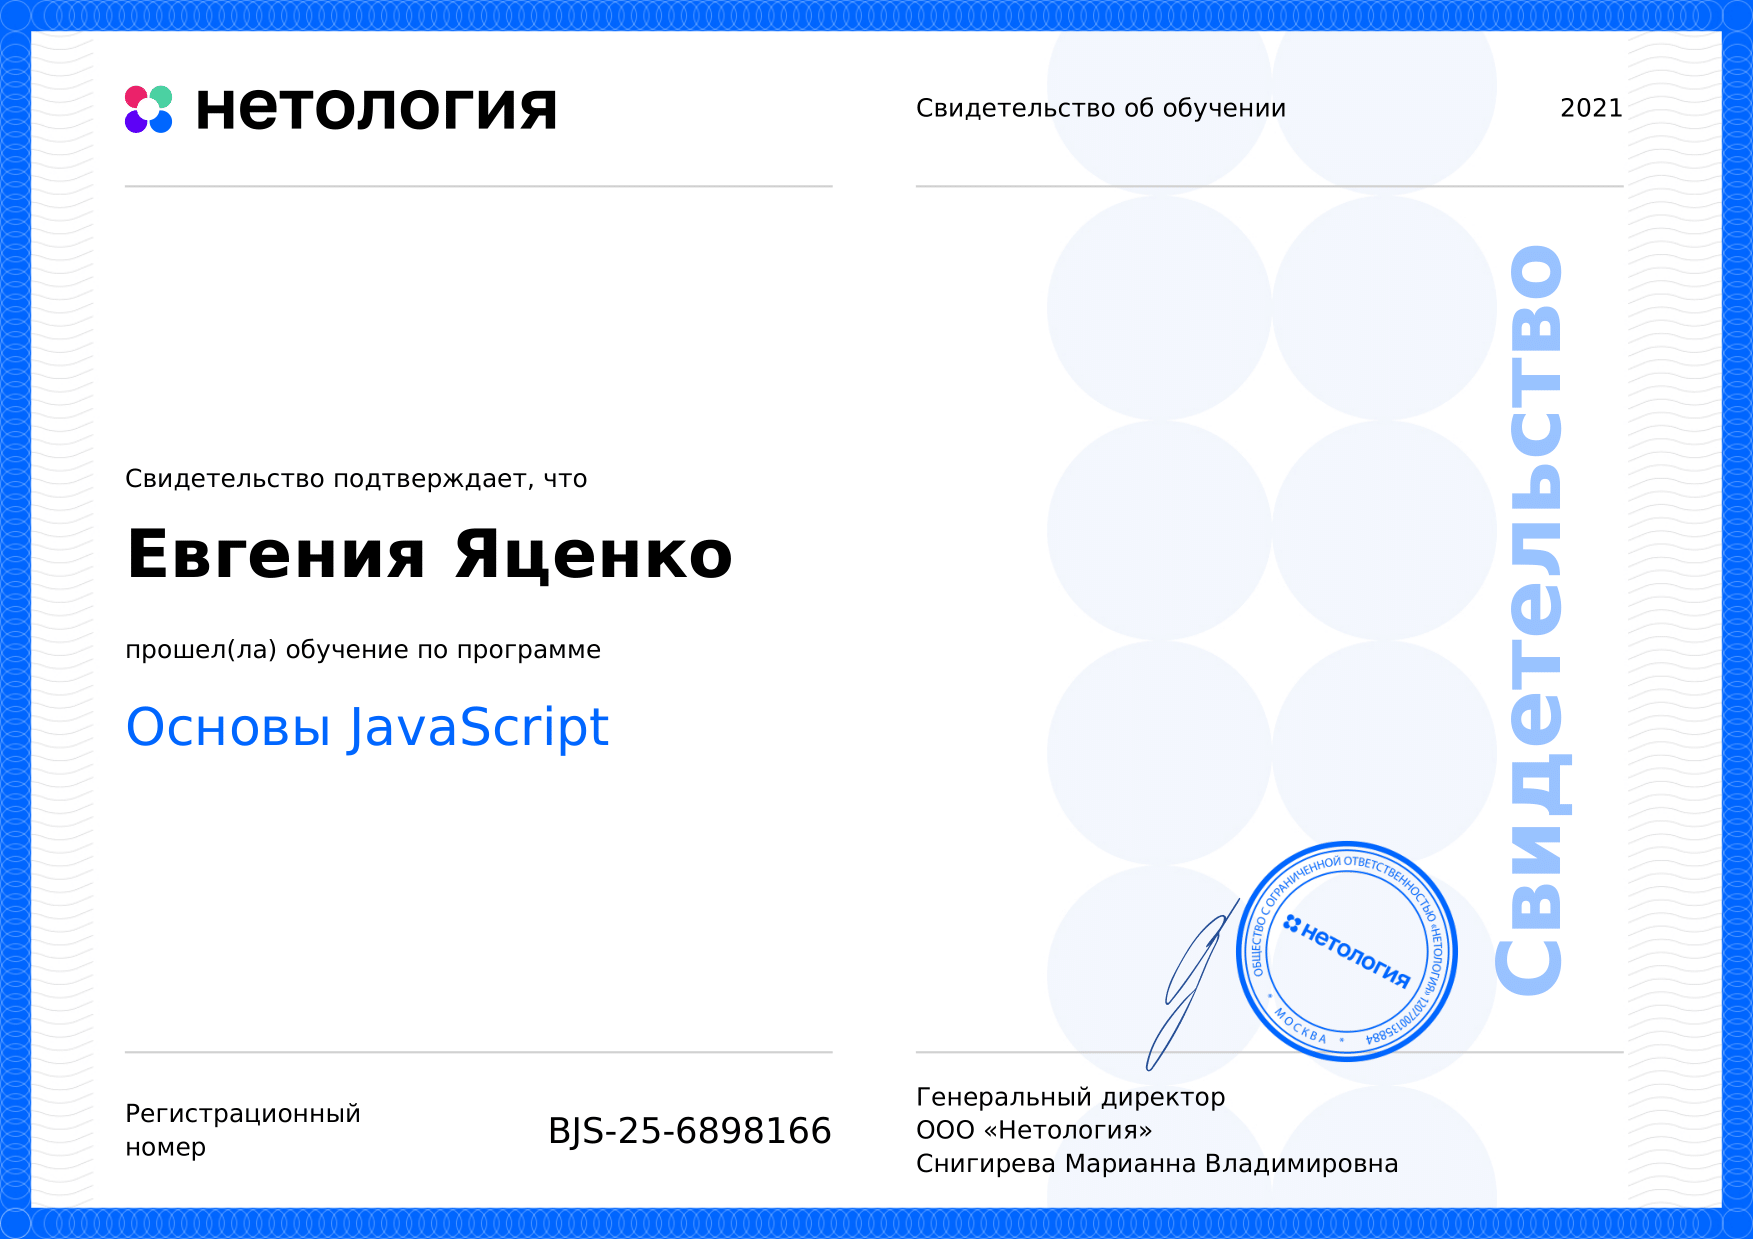 нетология
Свидетельство об обучении
2021
Свидетельство подтверждает, что
Евгения Яценко
прошел(ла) обучение по программе
Основы JavaScript
Свидетельство
ОБЩЕСТВО С ОГРАНИЧЕННОЙ ОТВЕТСТВЕННОСТЬЮ «НЕТОЛОГИЯ» 1207700135884
* МОСКВА *
нетология
Регистрационный
номер
BJS-25-6898166
Генеральный директор
ООО «Нетология»
Снигирева Марианна Владимировна